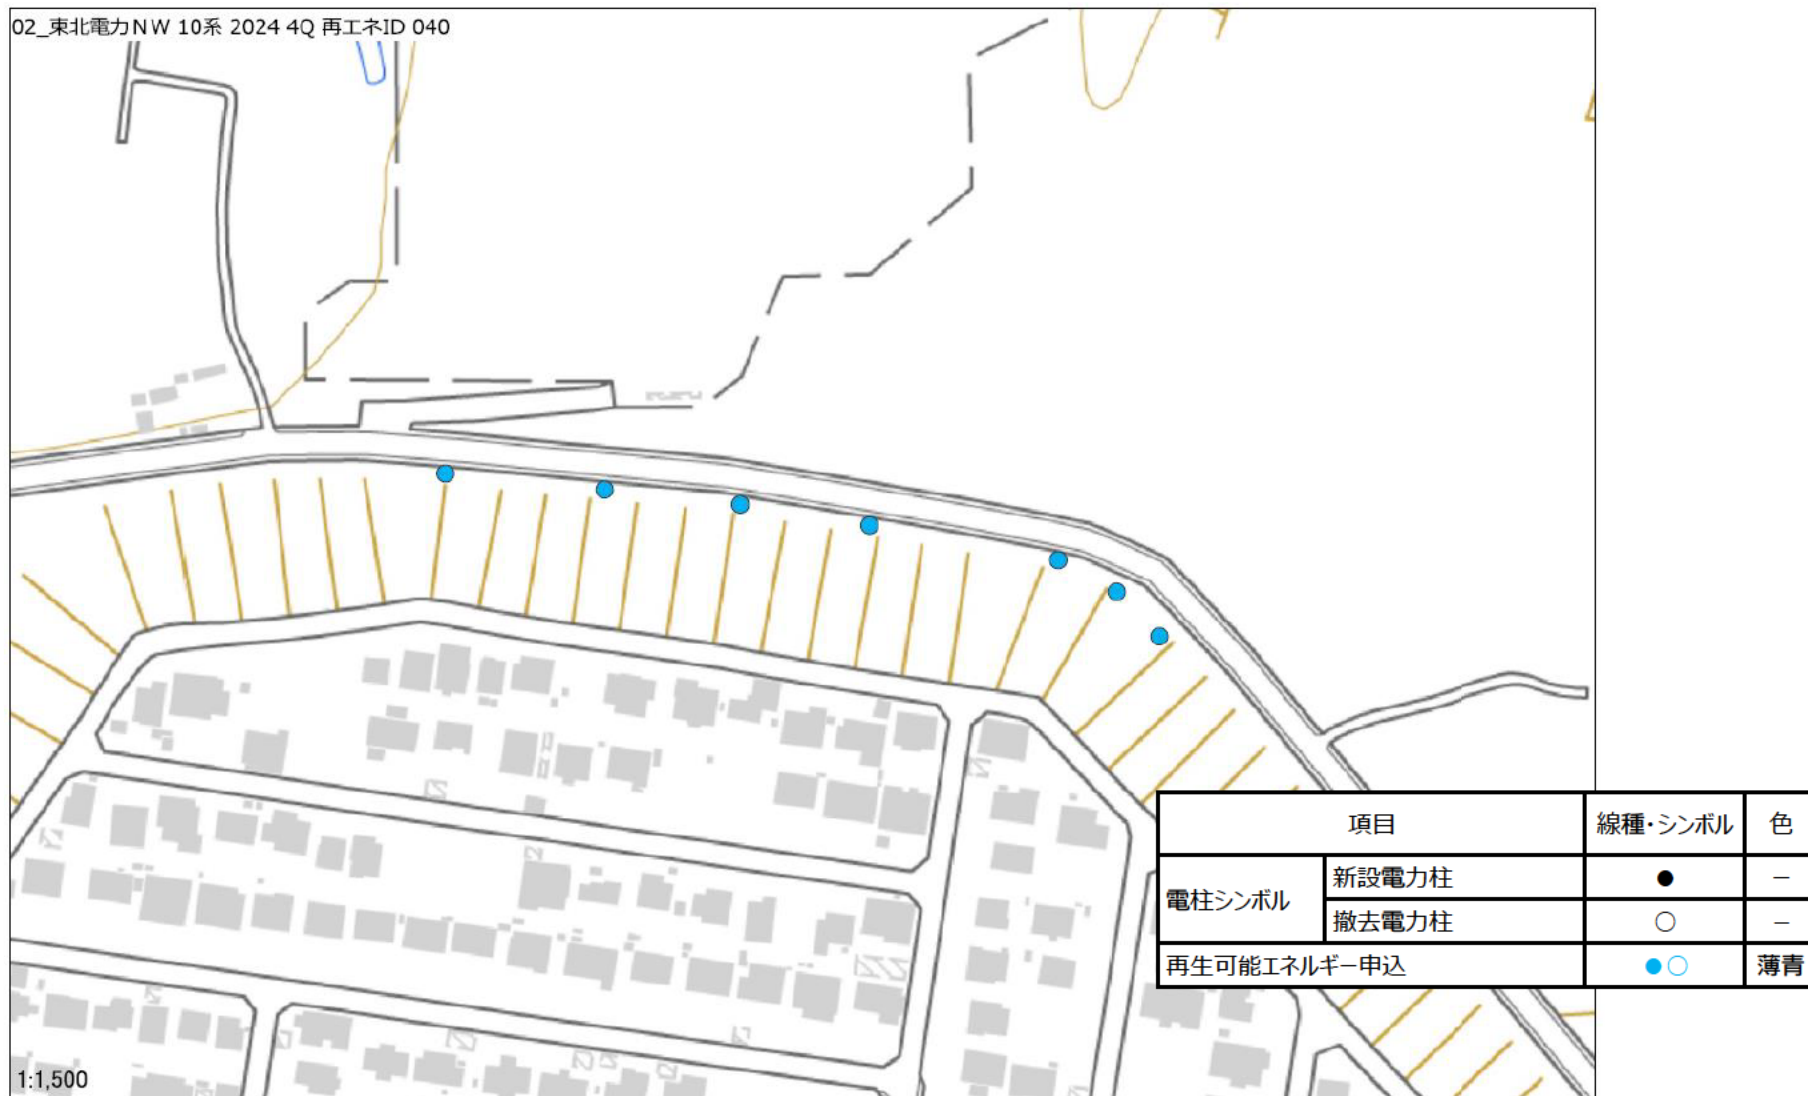 02_東北電力NW 10系 2024 4Q 再エネID 040
項目 線種・シンボル 色
電柱シンボル 新設電力柱 ● －
撤去電力柱 ○ －
再生可能エネルギー申込 ●○ 薄青
1:1,500